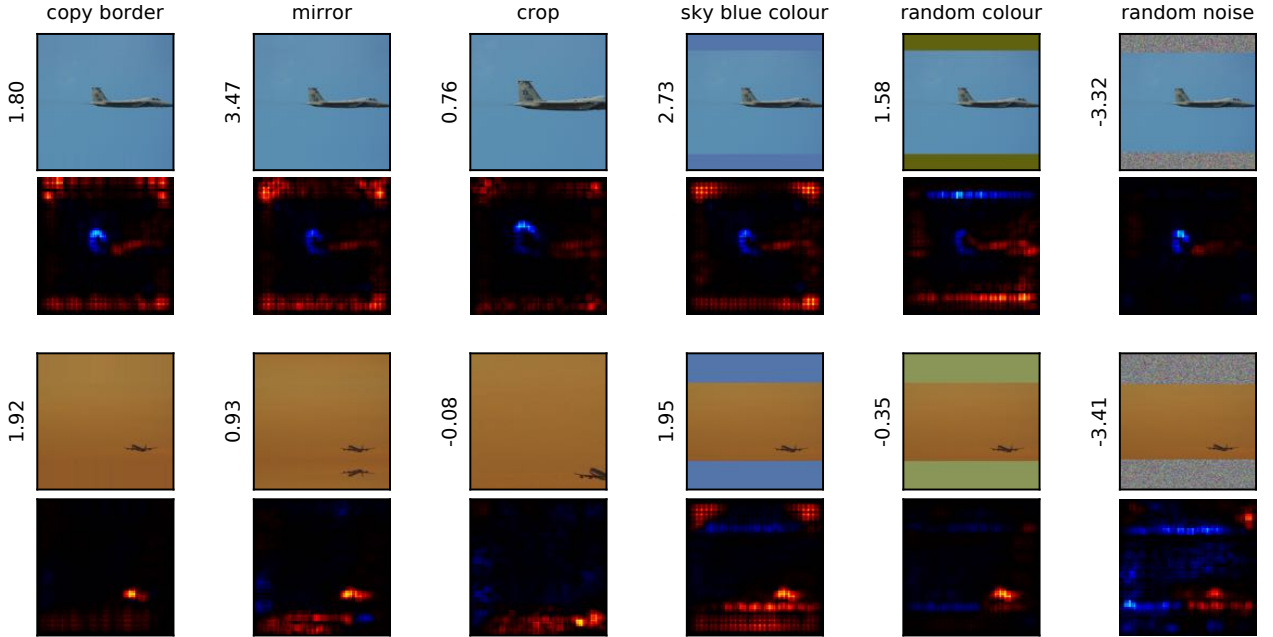 copy border mirror crop sky blue colour random colour random noise
1.80 3.47 0.76 2.73 1.58 -3.32
1.92 0.93 -0.08 1.95 -0.35 -3.41